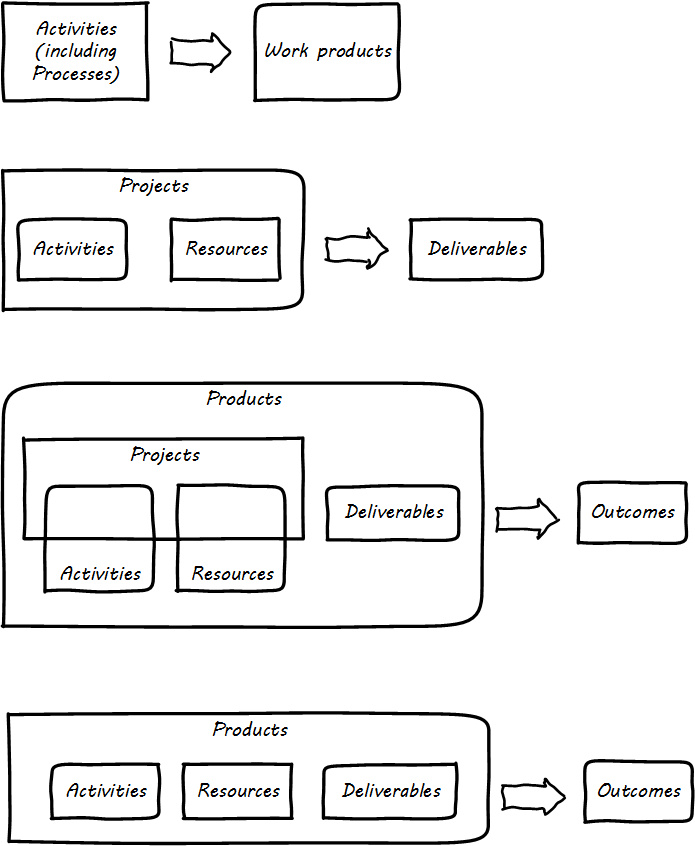 Activities
(including
Processes)
Work products
Projects
Activities
Resources
Deliverables
Products
Projects
Deliverables
Outcomes
Activities
Resources
Products
Activities
Resources
Deliverables
Outcomes